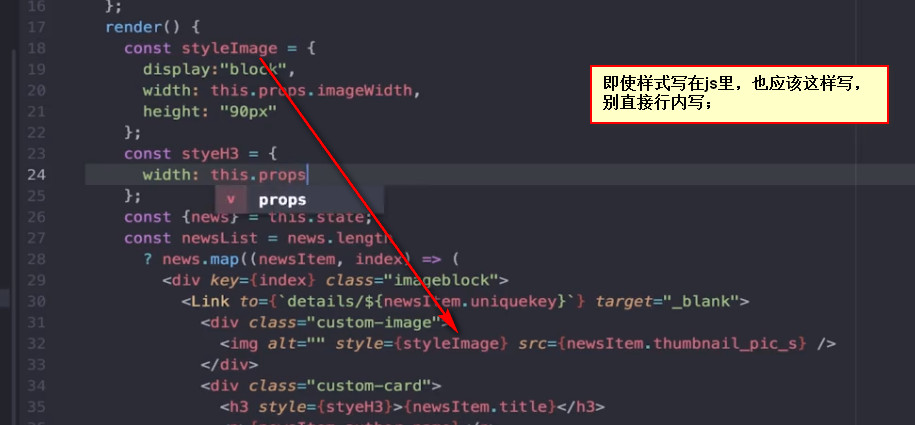 16 };
17 render() {
18 const styleImage = {
19 display:"block",
20 width: this.props.imageWidth,
21 height: "90px"
22 };
23 const styeH3 = {
24 width: this.props
25 };
v props
26 const {news} = this.state;
27 const newsList = news.length
28 ? news.map((newsItem, index) => (
29 <div key={index} class="imageblock">
30 <Link to={`details/${newsItem.uniquekey}`} target="_blank">
31 <div class="custom-image">
32 <img alt="" style={styleImage} src={newsItem.thumbnail_pic_s} />
33 </div>
34 <div class="custom-card">
35 <h3 style={styeH3}>{newsItem.title}</h3>
即使样式写在js里，也应该这样写，
别直接行内写；